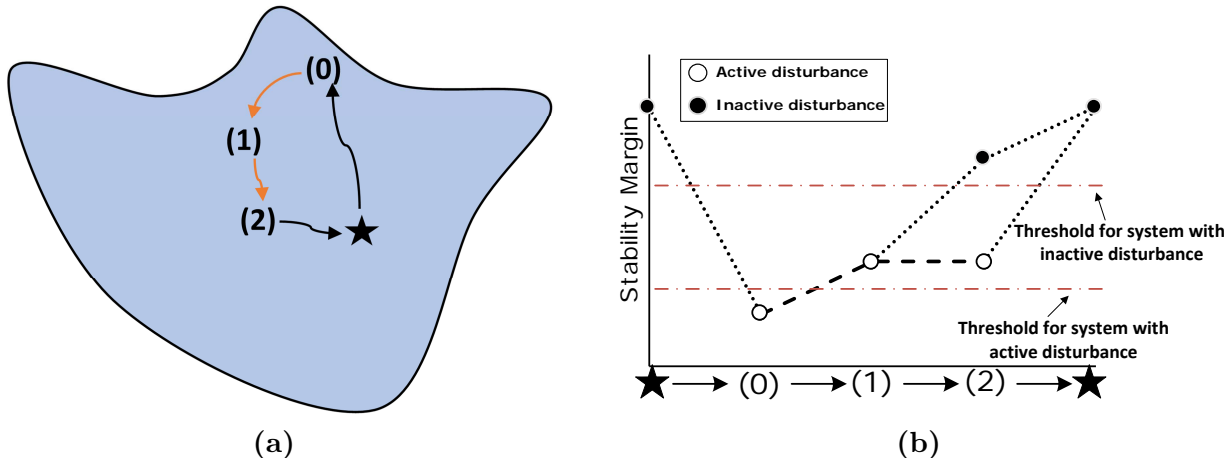 (0)
(1)
(2)
(a)
Stability Margin
Active disturbance
Inactive disturbance
Threshold for system with
inactive disturbance
Threshold for system with
active disturbance
(0)
(1)
(2)
(b)